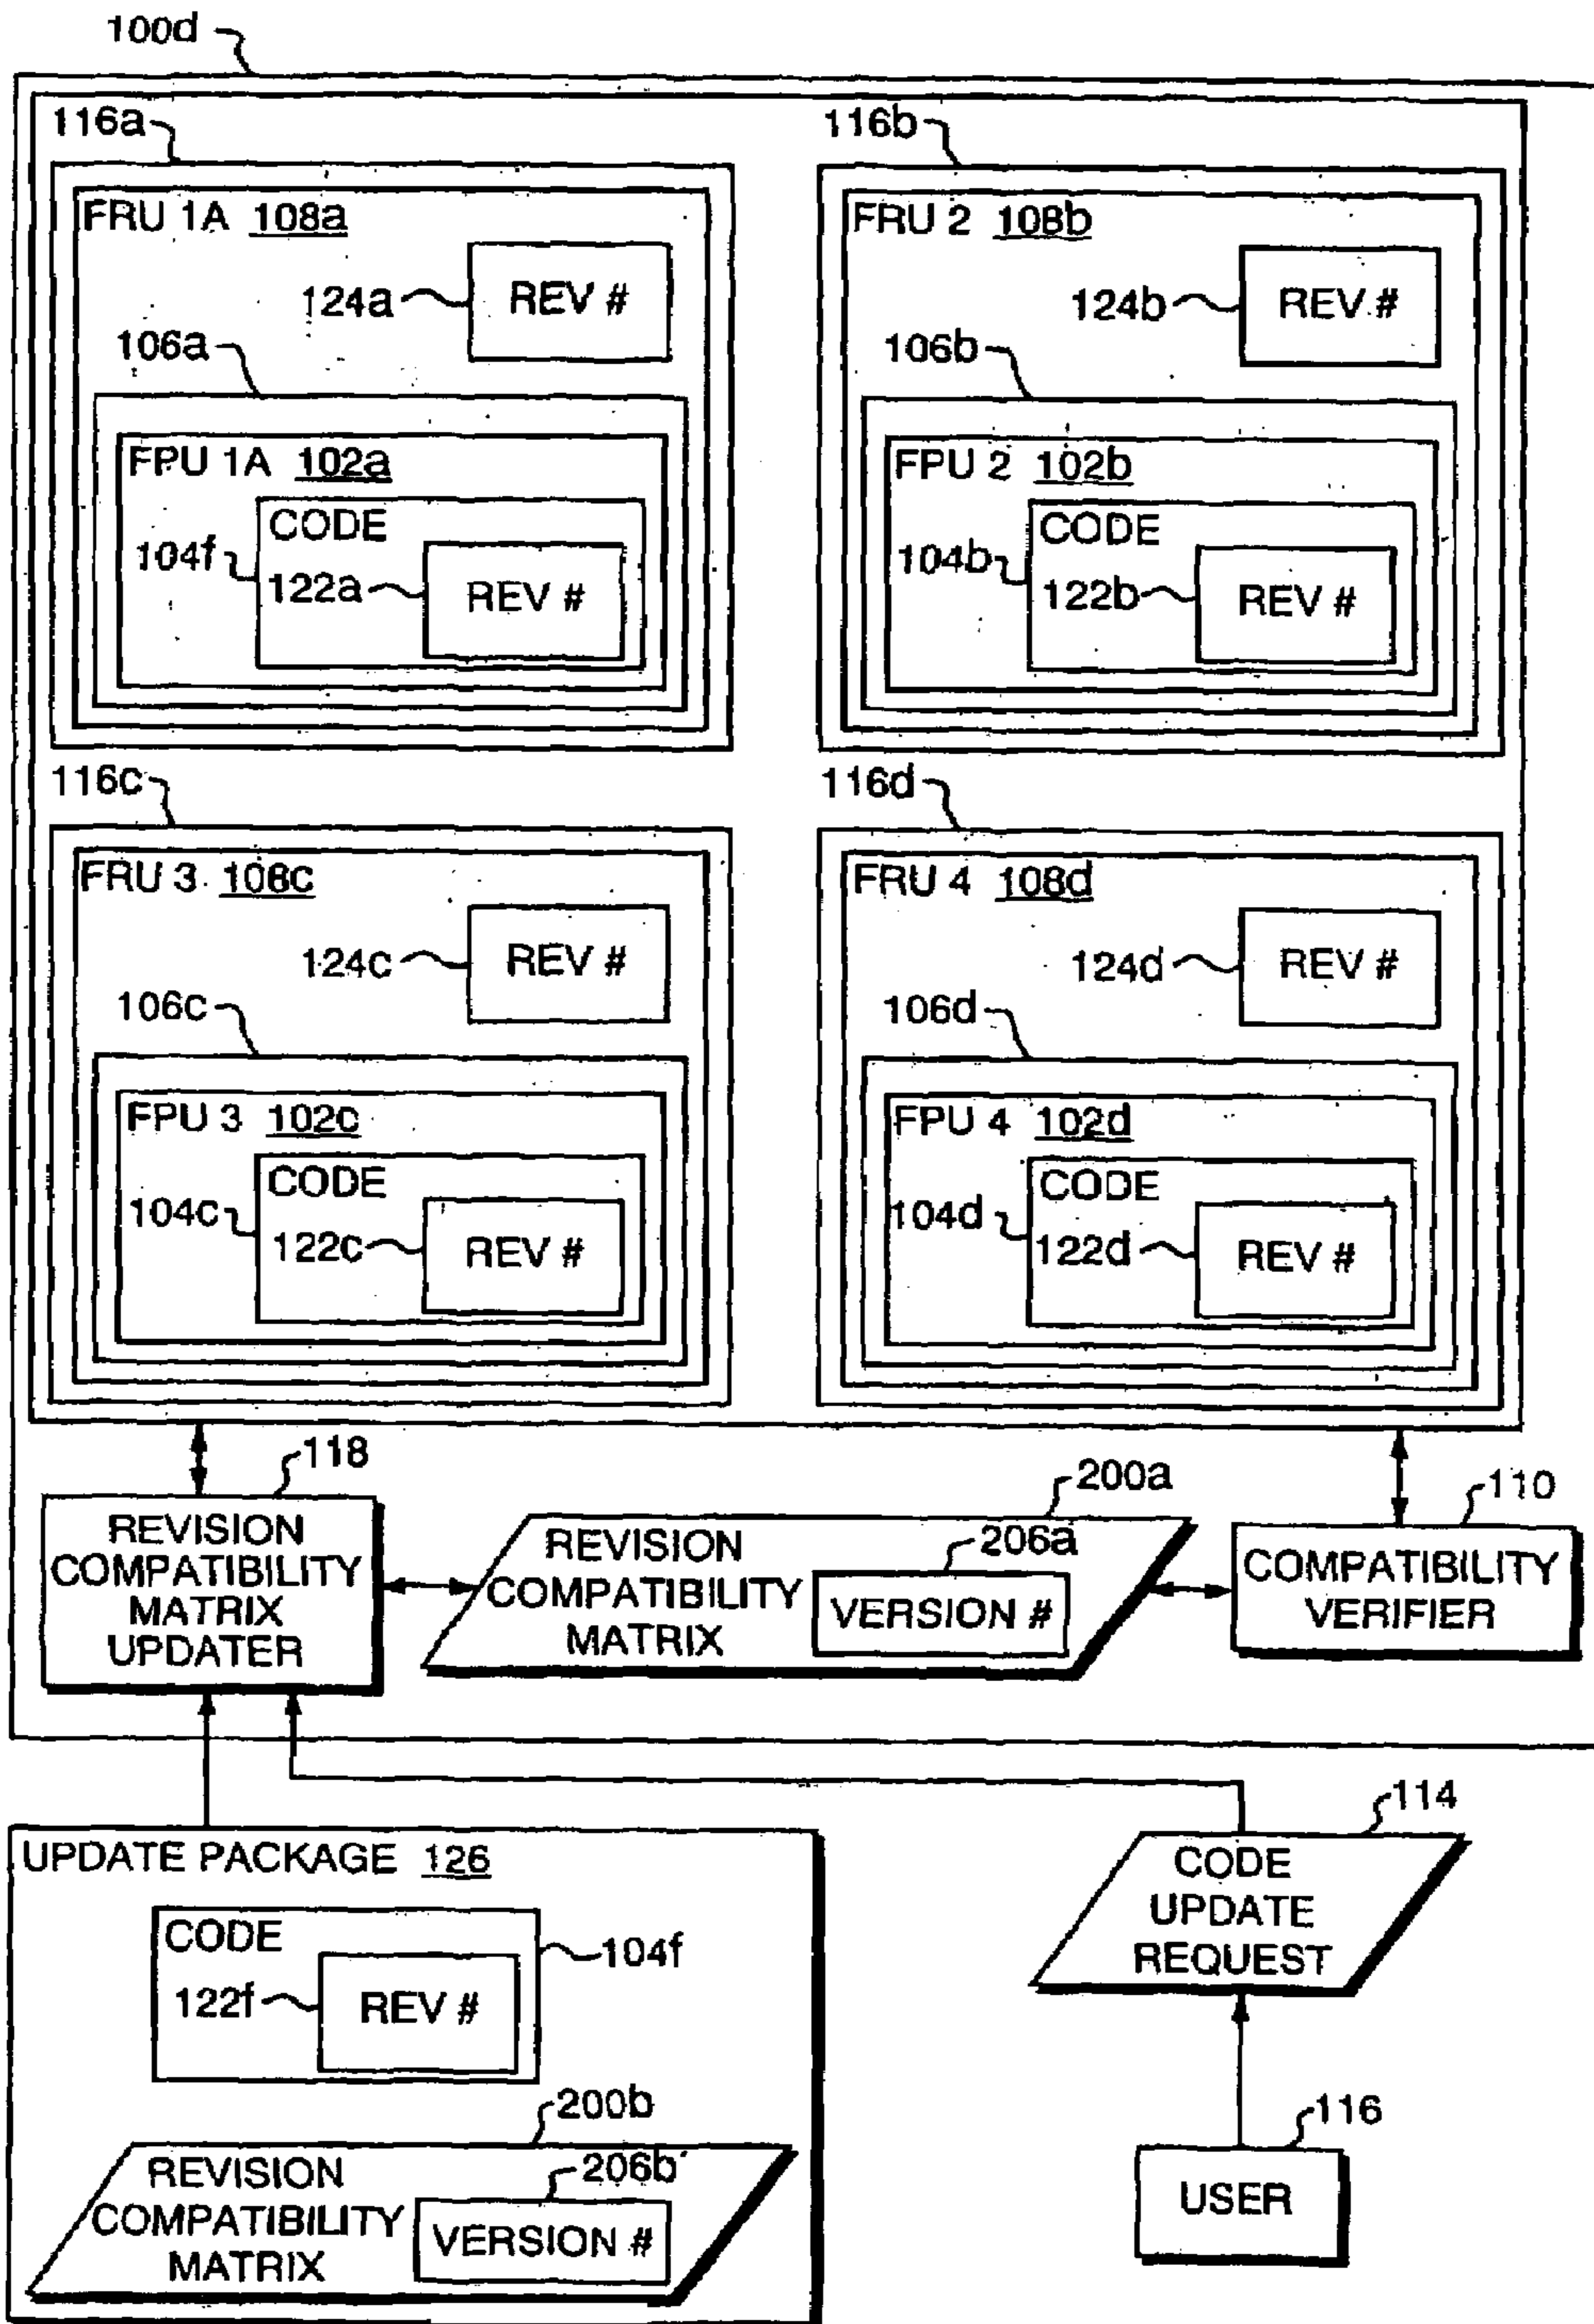 100d
116a
116b
FRU 1A 108a
FRU 2 108b
124a
REV #
124b
REV #
106a
106b
FPU 1A 102a
FPU 2 102b
CODE
CODE
104f
104b
122a
REV #
122b
REV #
116c
116d
FRU 3 108c
FRU 4 108d
124c
REV #
124d
REV #
106c
106d
FPU 3 102c
FPU 4 102d
CODE
CODE
104c
104d
122c
REV #
122d
REV #
118
200a
110
REVISION
COMPATIBILITY
MATRIX
UPDATER
REVISION
COMPATIBILITY
MATRIX
206a
VERSION #
COMPATIBILITY
VERIFIER
114
UPDATE PACKAGE 126
CODE
UPDATE
REQUEST
CODE
104f
122f
REV #
200b
116
REVISION
COMPATIBILITY
MATRIX
206b
VERSION #
USER